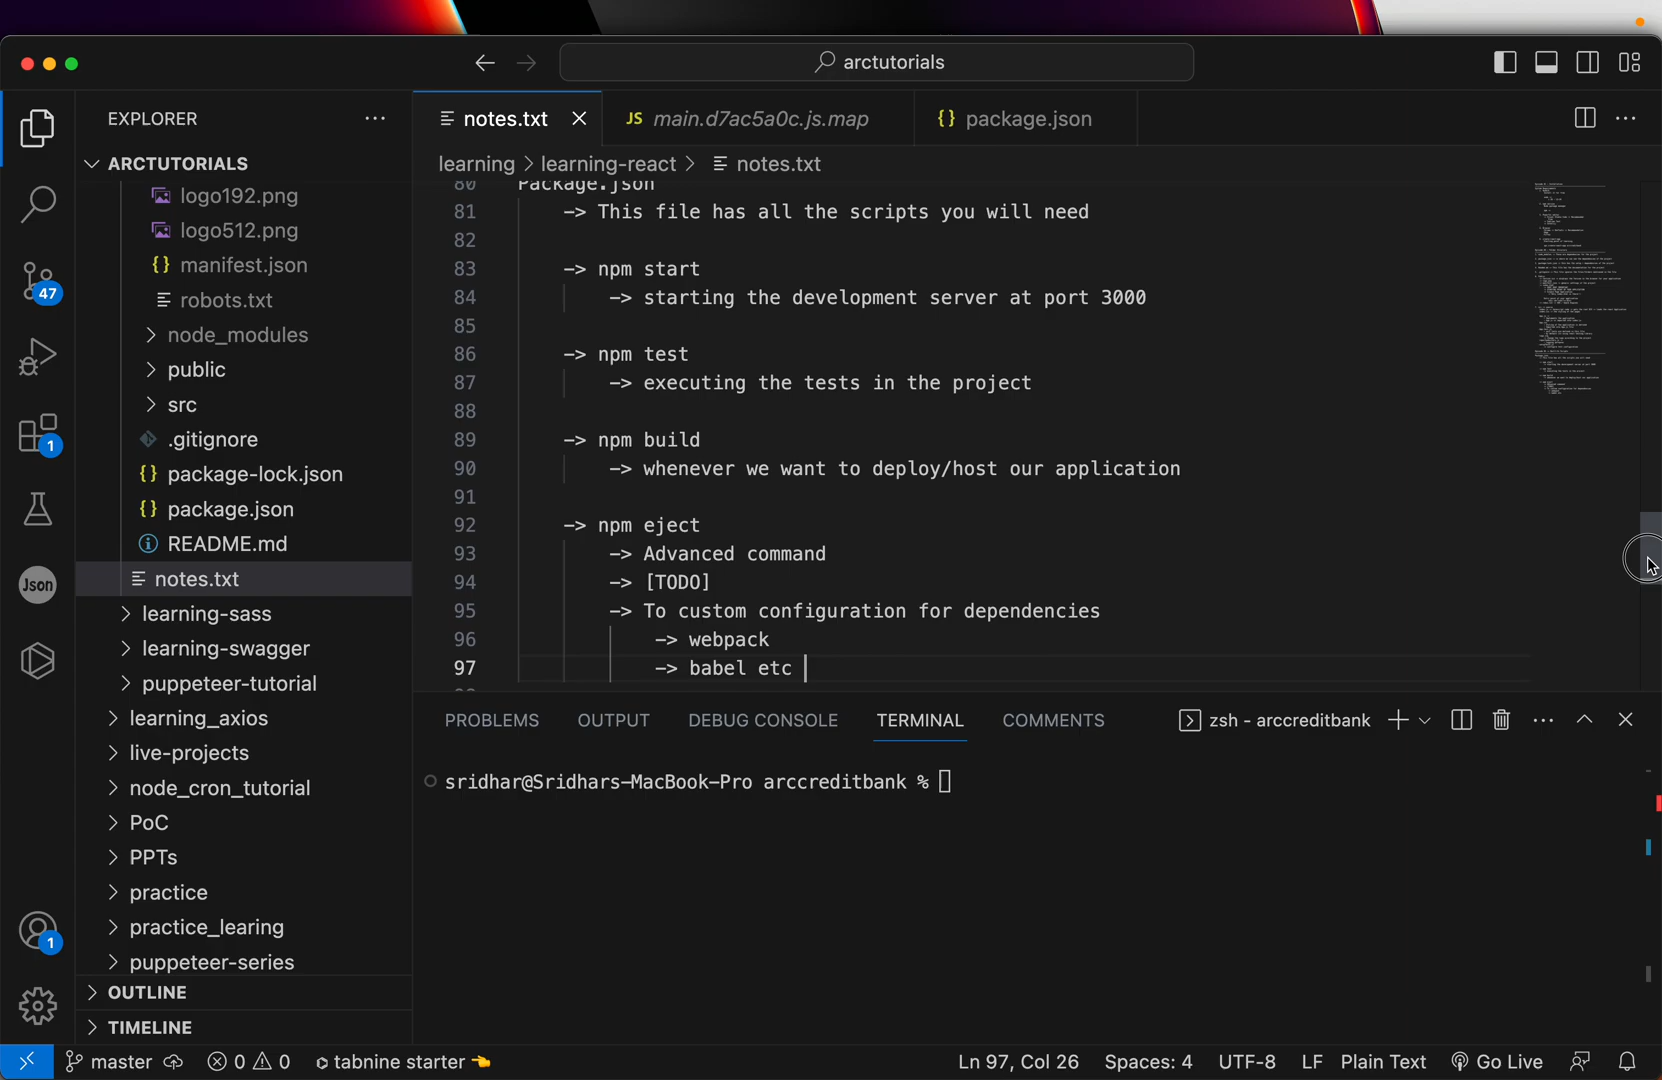 arctutorials
EXPLORER
notes.txt
JS main.d7ac5a0c.js.map
{} package.json
ARCTUTORIALS
learning > learning-react > notes.txt
logo192.png
logo512.png
{} manifest.json
robots.txt
node_modules
public
src
.gitignore
{} package-lock.json
{} package.json
README.md
notes.txt
learning-sass
learning-swagger
puppeteer-tutorial
learning_axios
live-projects
node_cron_tutorial
PoC
PPTs
practice
practice_learing
puppeteer-series
OUTLINE
TIMELINE
47
1
Json
1
80 Package.json
81 -> This file has all the scripts you will need
82
83 -> npm start
84 -> starting the development server at port 3000
85
86 -> npm test
87 -> executing the tests in the project
88
89 -> npm build
90 -> whenever we want to deploy/host our application
91
92 -> npm eject
93 -> Advanced command
94 -> [TODO]
95 -> To custom configuration for dependencies
96 -> webpack
97 -> babel etc
PROBLEMS OUTPUT DEBUG CONSOLE TERMINAL COMMENTS zsh - arccreditbank
sridhar@Sridhars-MacBook-Pro arccreditbank %
master 0 0 tabnine starter Ln 97, Col 26 Spaces: 4 UTF-8 LF Plain Text Go Live